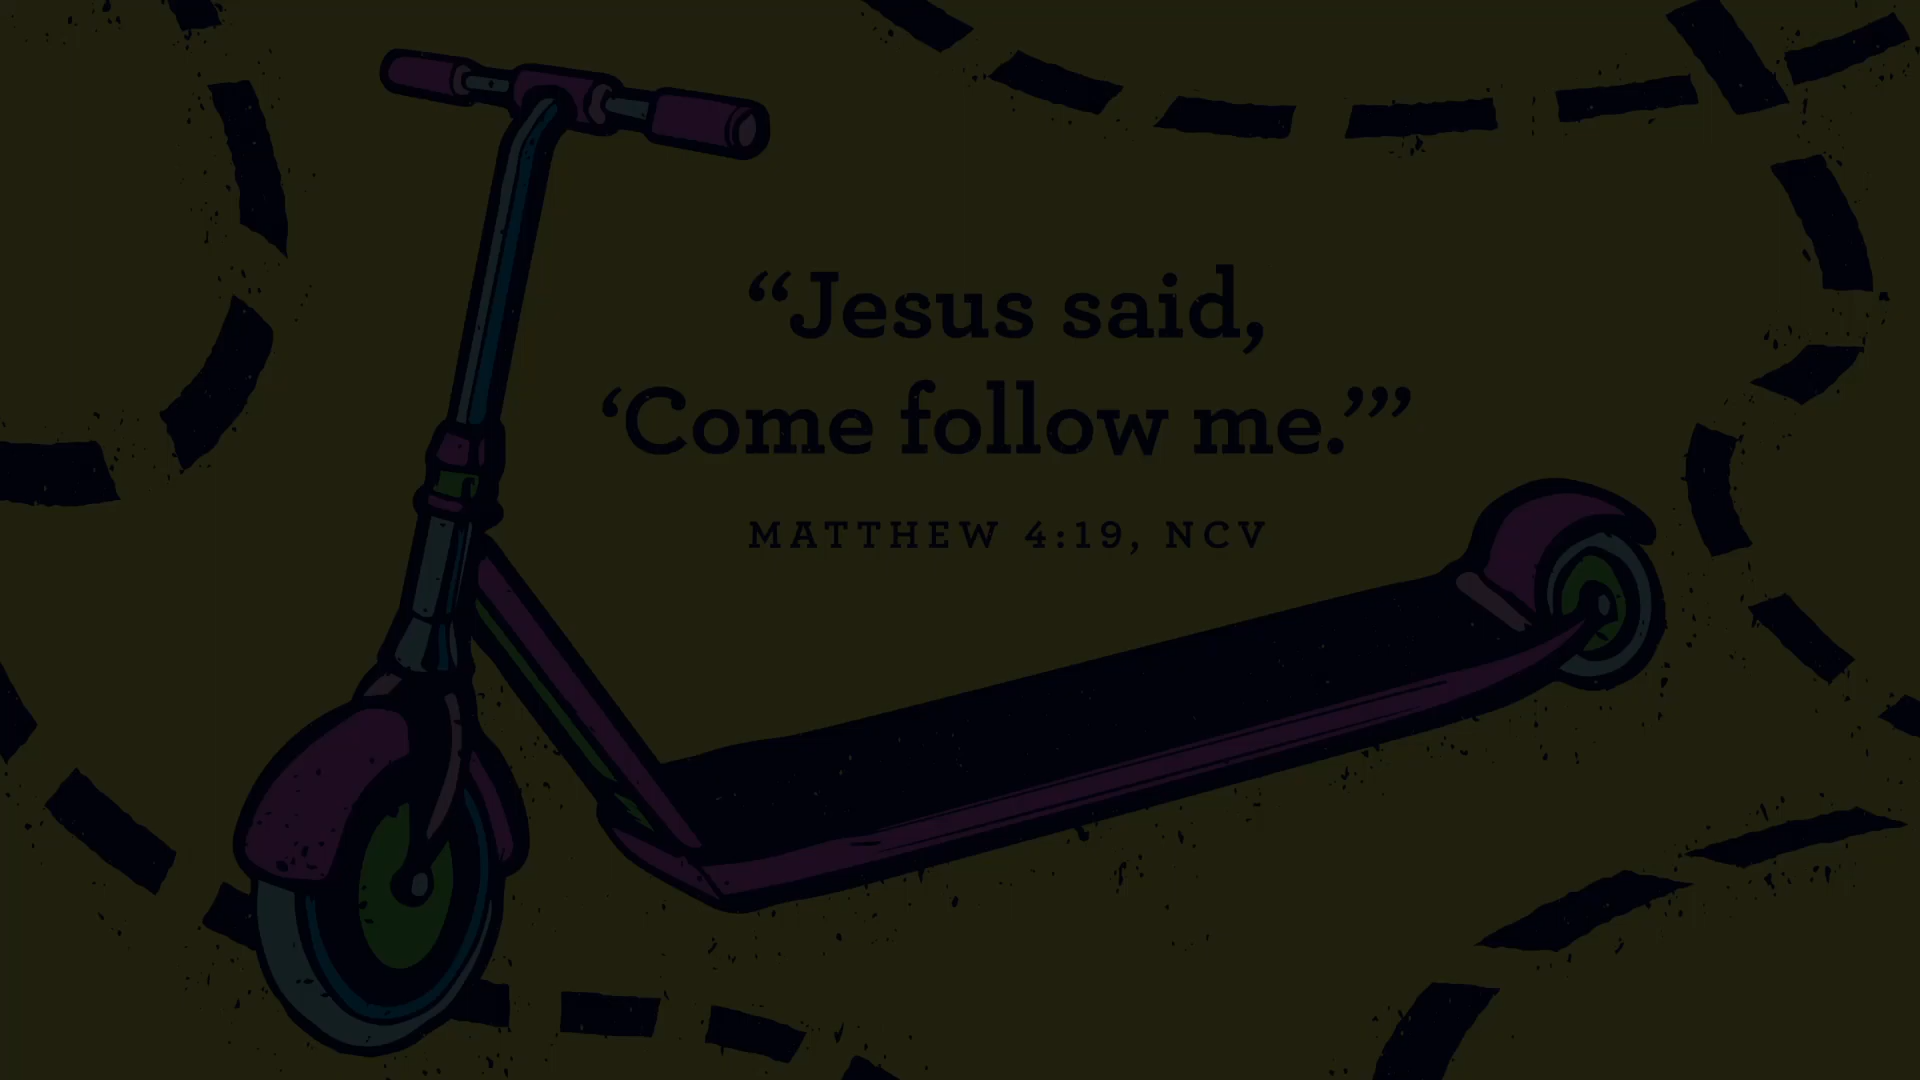 “Jesus said,
‘Come follow me.’”’
MATTHEW 4:19, NCV